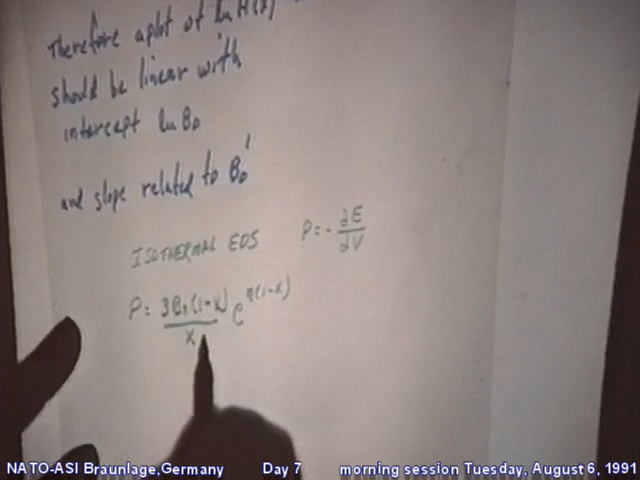 Therefore a plot of ln H(x)
should be linear with
intercept ln B₀
and slope related to B₀'
ISOTHERMAL EOS P = - ∂E/∂V
P = 3B₀(1-x)/x e^η(1-x)
NATO-ASI Braunlage,Germany Day 7 morning session Tuesday, August 6, 1991